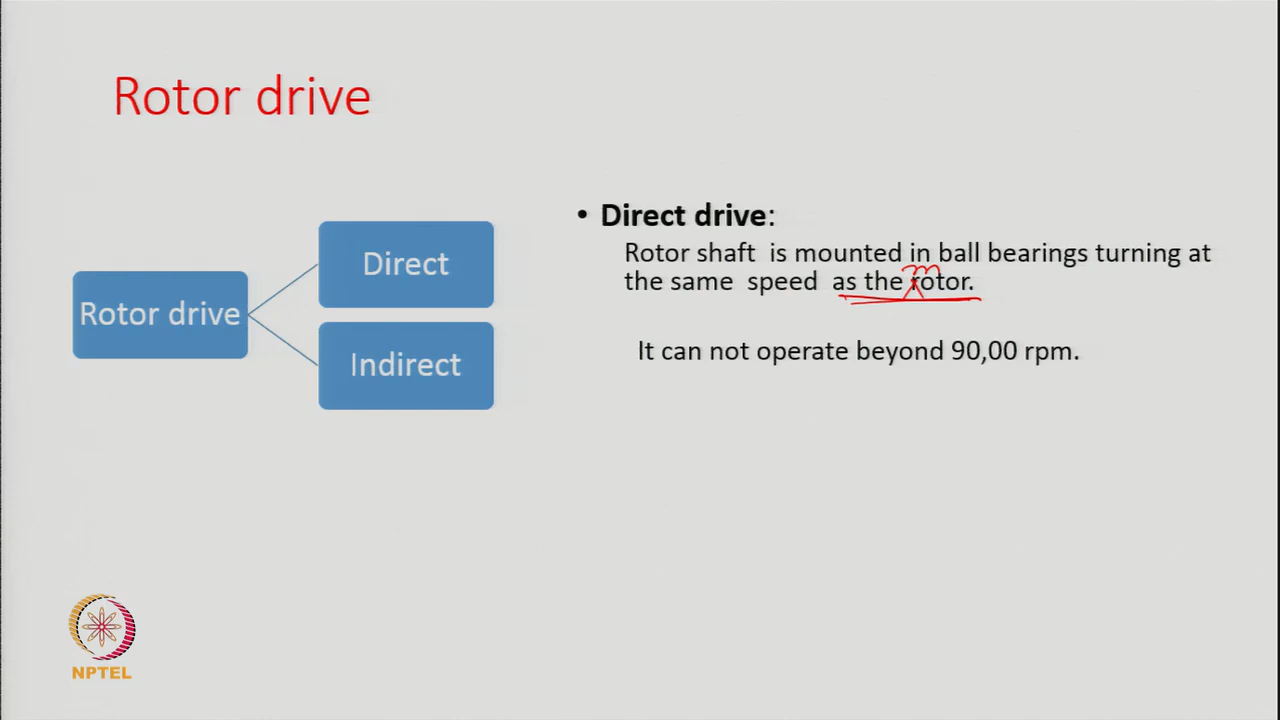 Rotor drive
Direct
Rotor drive
Indirect
• Direct drive:
Rotor shaft is mounted in ball bearings turning at
the same speed as the rotor.
m
It can not operate beyond 90,00 rpm.
NPTEL